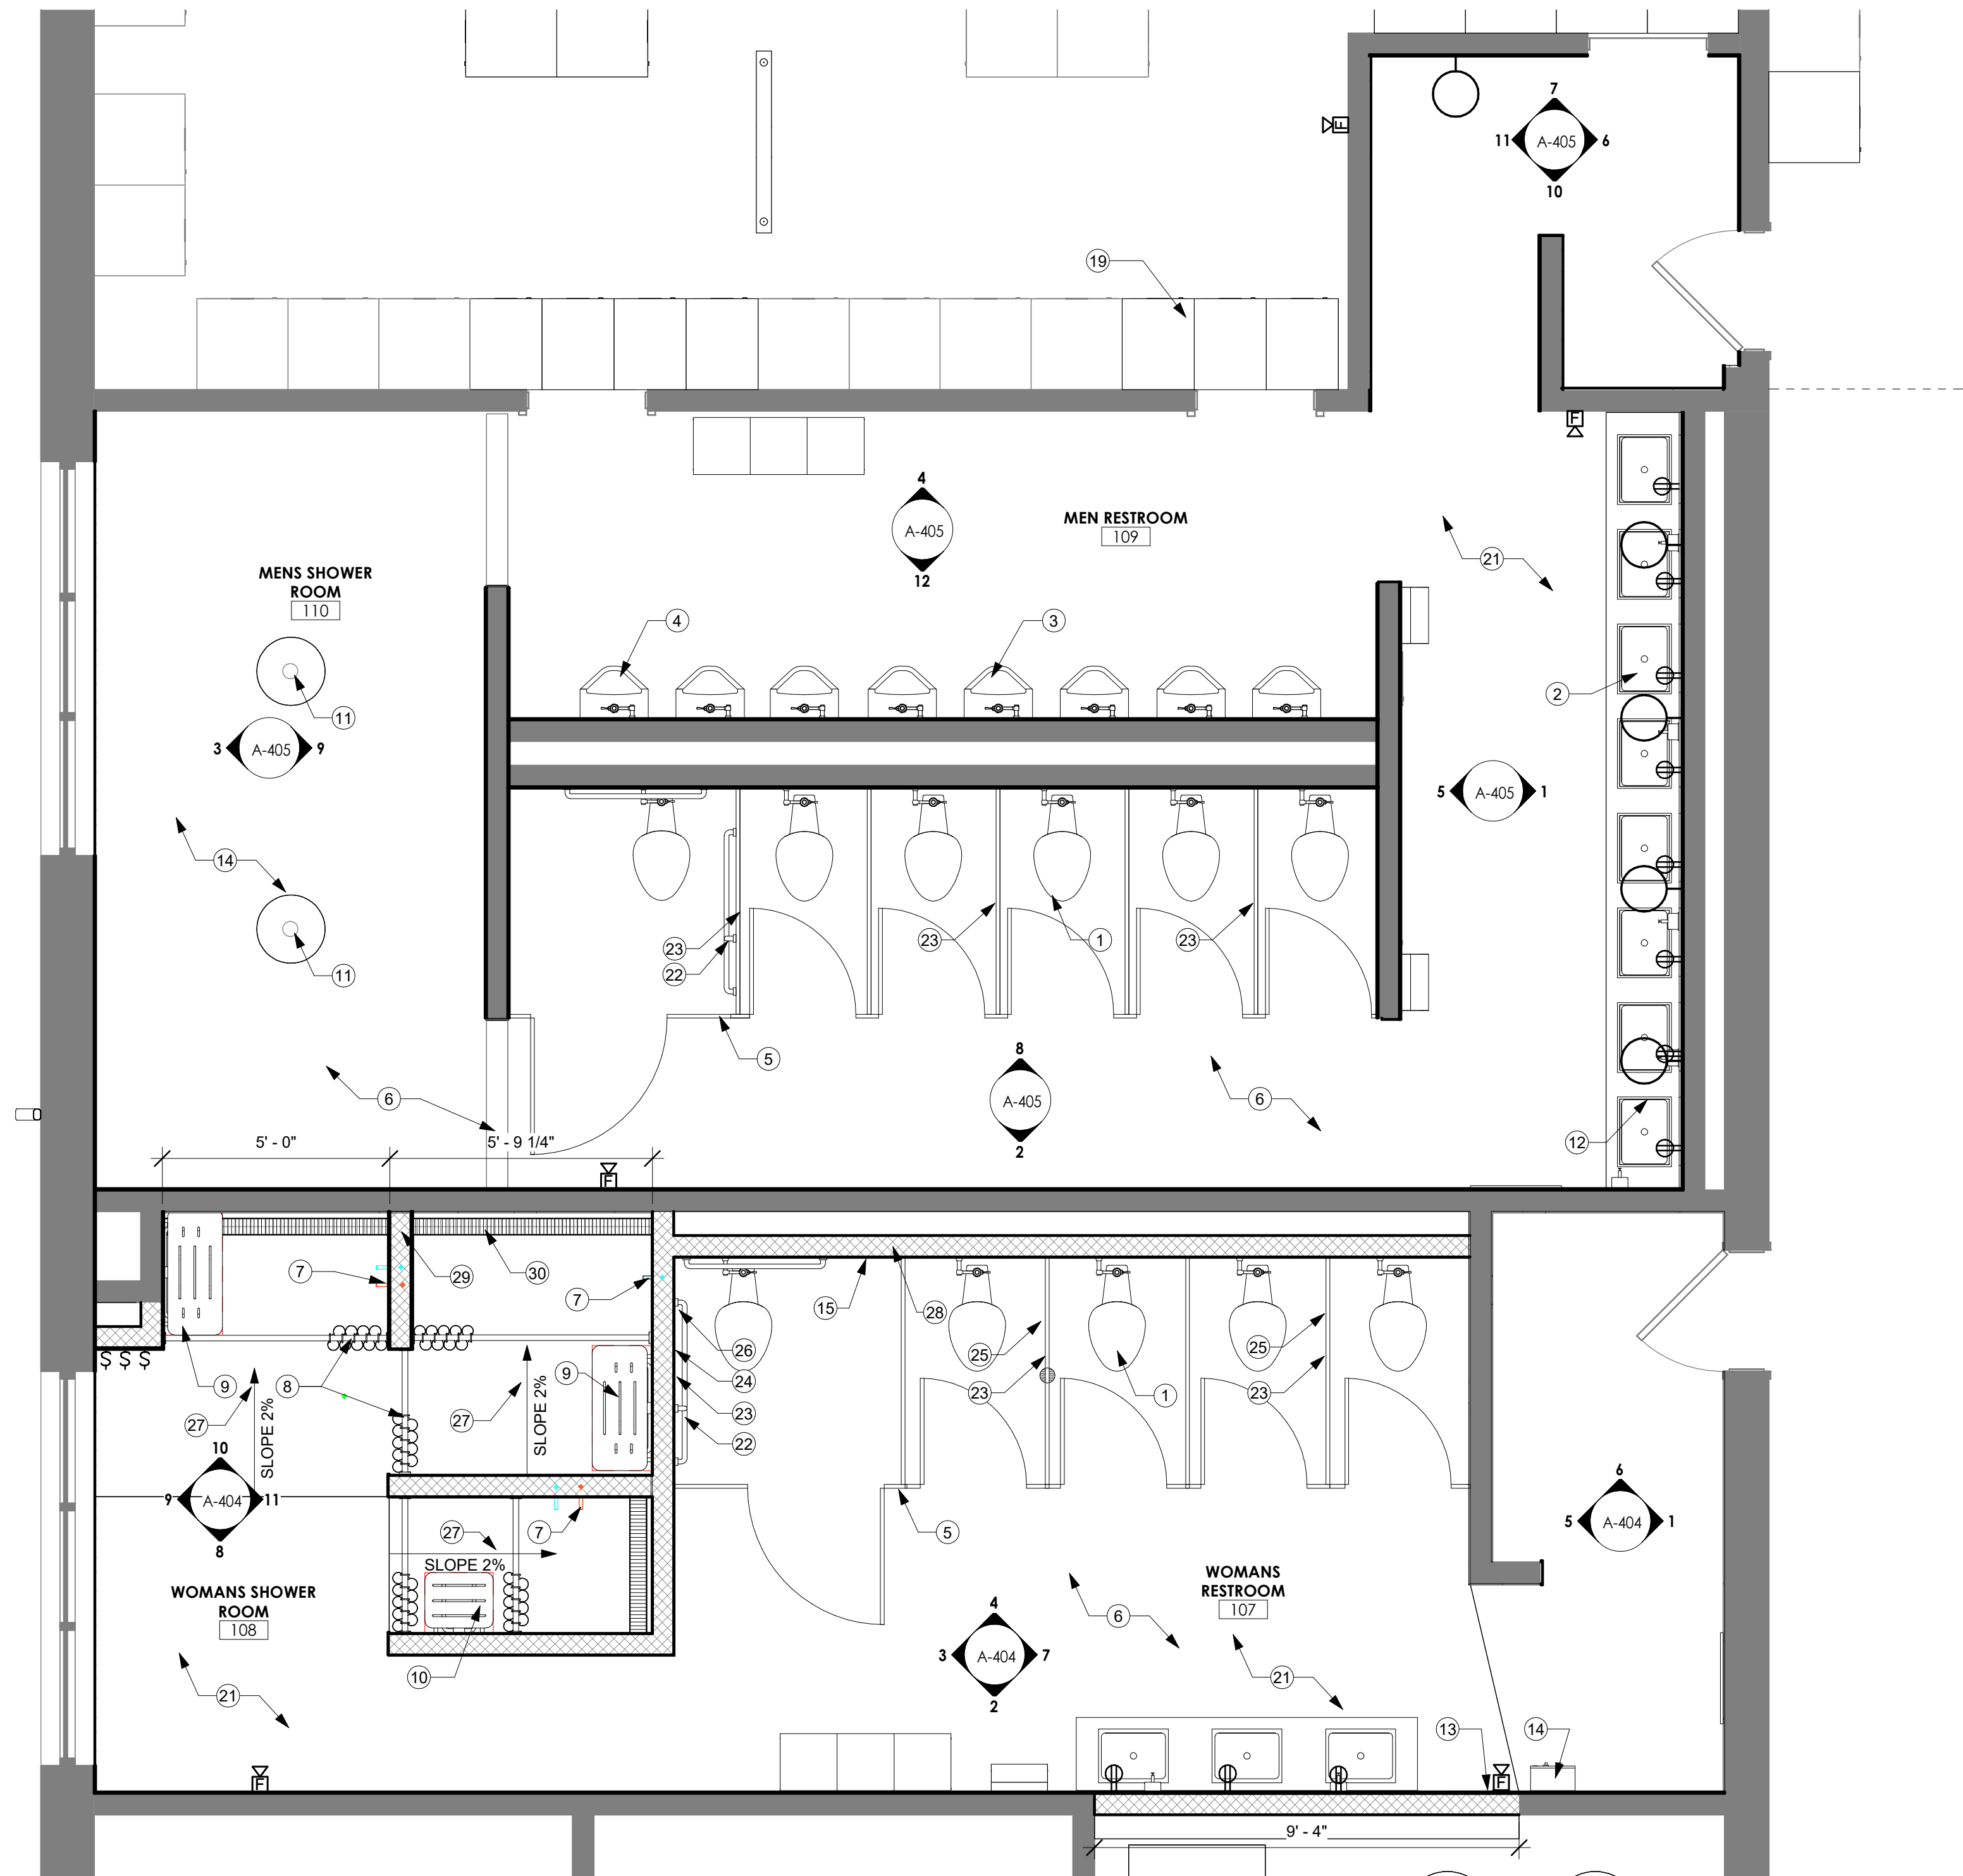 7
11 A-405 6
10
F
19
F
4
A-405
12
MEN RESTROOM
109
21
MENS SHOWER
ROOM
110
4
3
2
11
3 A-405 9
5 A-405 1
14
23
23
1
23
22
11
5
8
A-405
2
6
6
12
5' - 0"
5' - 9 1/4"
F
7
29
30
7
15
28
26
25
25
24
9
8
9
23
23
1
23
27
SLOPE 2%
27
SLOPE 2%
22
10
9 A-404 11
8
27
7
5
SLOPE 2%
6
5 A-404 1
WOMANS SHOWER
ROOM
108
WOMANS
RESTROOM
107
6
4
3 A-404 7
2
10
21
21
13
14
F
F
9' - 4"
S S S